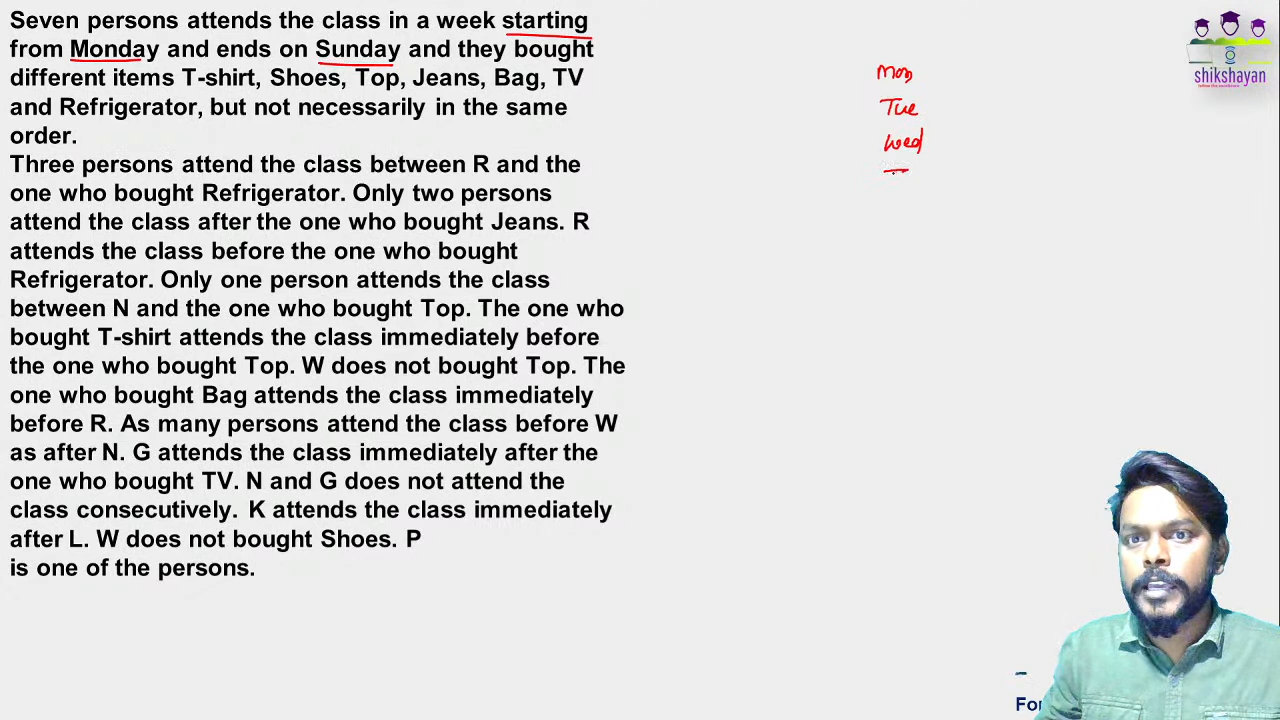 Seven persons attends the class in a week starting
from Monday and ends on Sunday and they bought
different items T-shirt, Shoes, Top, Jeans, Bag, TV
and Refrigerator, but not necessarily in the same
order.
Three persons attend the class between R and the
one who bought Refrigerator. Only two persons
attend the class after the one who bought Jeans. R
attends the class before the one who bought
Refrigerator. Only one person attends the class
between N and the one who bought Top. The one who
bought T-shirt attends the class immediately before
the one who bought Top. W does not bought Top. The
one who bought Bag attends the class immediately
before R. As many persons attend the class before W
as after N. G attends the class immediately after the
one who bought TV. N and G does not attend the
class consecutively. K attends the class immediately
after L. W does not bought Shoes. P
is one of the persons.
Mon
Tue
Wed
shikshayan
For